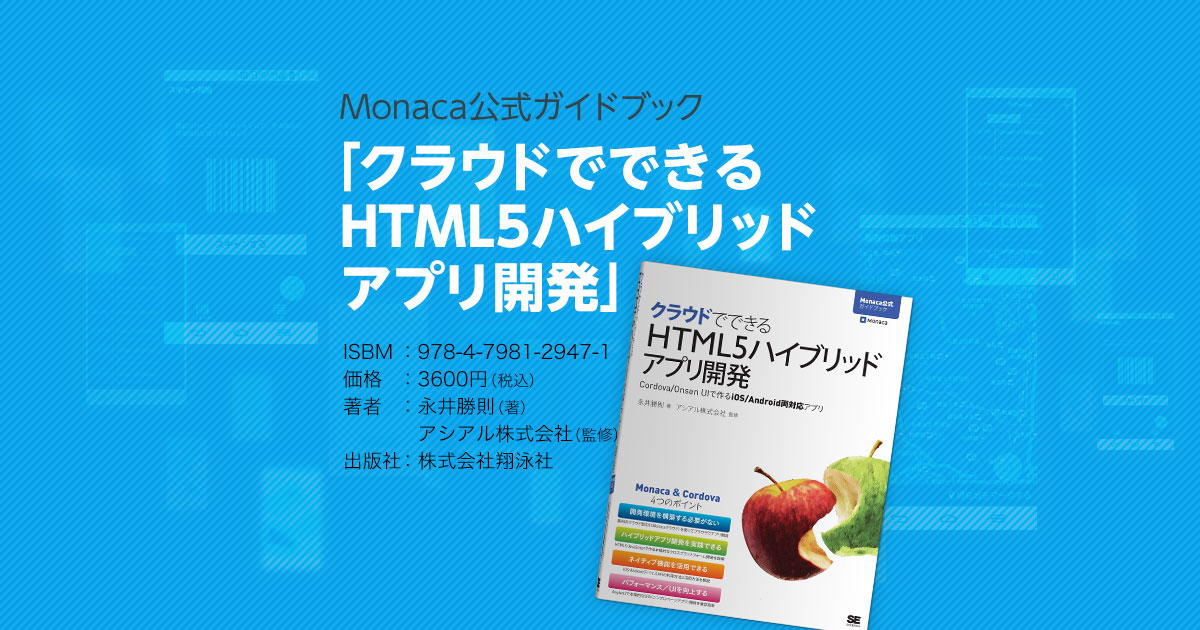 Monaca公式ガイドブック
「クラウドでできる
HTML5ハイブリッド
アプリ開発」
ISBM : 978-4-7981-2947-1
価格 : 3600円(税込)
著者 : 永井勝則(著)
アシアル株式会社(監修)
出版社 : 株式会社翔泳社
Monaca公式
ガイドブック
Monaca
クラウドでできる
HTML5ハイブリッド
アプリ開発
Cordova/Onsen UIで作るiOS/Android両対応アプリ
永井勝則 著 アシアル株式会社 監修
Monaca & Cordova
4つのポイント
開発環境を構築する必要がない
ハイブリッドアプリ開発を実践できる
ネイティブ機能を活用できる
パフォーマンス/UIを向上する
SE
スキャンする